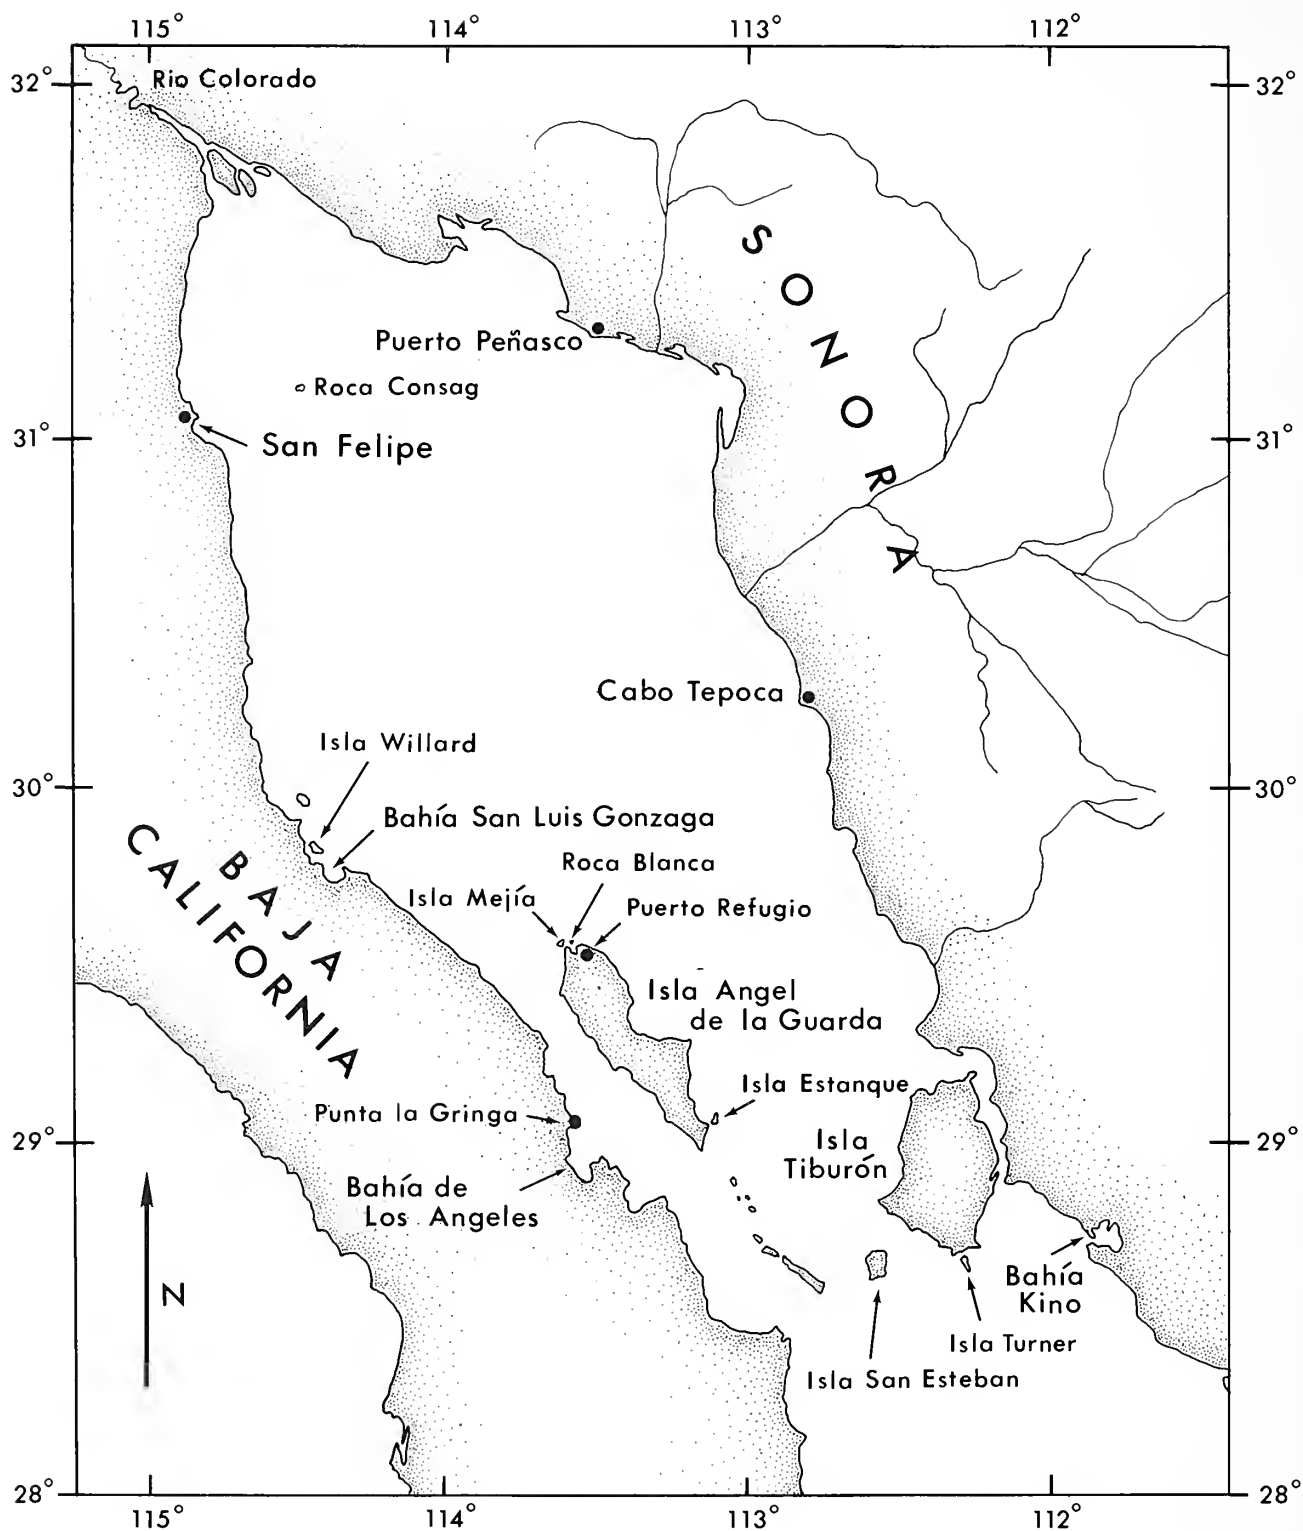 115° 114° 113° 112°
32° 32°
Rio Colorado
SONORA
Puerto Peñasco
Roca Consag
San Felipe
31° 31°
Cabo Tepoca
Isla Willard
30° 30°
Bahía San Luis Gonzaga
Roca Blanca
Isla Mejía
Puerto Refugio
BAJA
CALIFORNIA
Isla Angel
de la Guarda
Isla Estanque
Punta la Gringa
29° 29°
Isla
Tiburón
Bahía de
Los Angeles
Bahía
Kino
N
Isla Turner
Isla San Esteban
28° 28°
115° 114° 113° 112°